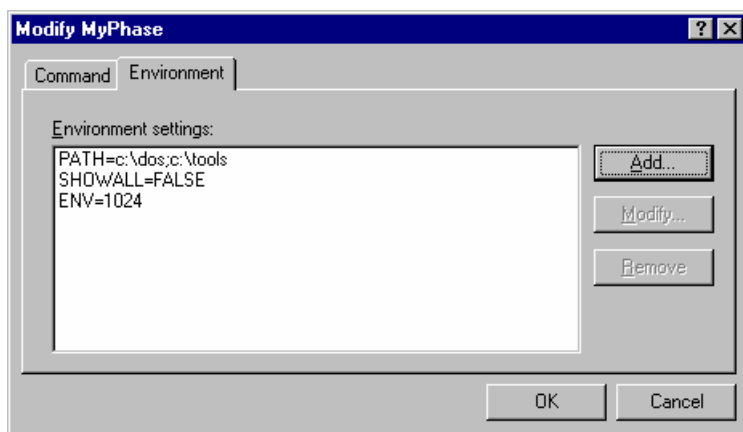 Modify MyPhase
Command Environment
Environment settings:
PATH=c:\dos;c:\tools
SHOWALL=FALSE
ENV=1024
Add...
Modify...
Remove
OK Cancel